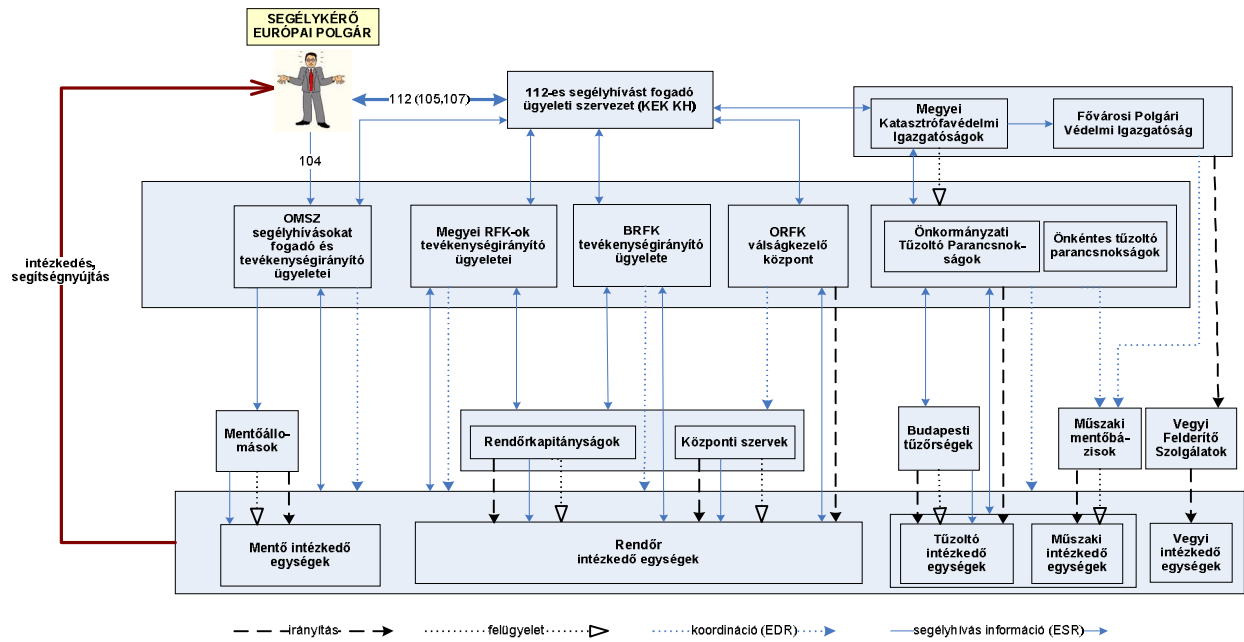 SEGÉLYKÉRŐ
EURÓPAI POLGÁR
112 (105,107)
112-es segélyhívást fogadó
ügyeleti szervezet (KEK KH)
Megyei
Katasztrófavédelmi
Igazgatóságok
Fővárosi Polgári
Védelmi Igazgatóság
104
intézkedés,
segítségnyújtás
OMSZ
segélyhívásokat
fogadó és
tevékenységirányító
ügyeletei
Megyei RFK-ok
tevékenységirányító
ügyeletei
BRFK
tevékenységirányító
ügyelete
ORFK
válságkezelő
központ
Önkormányzati
Tűzoltó Parancsnok-
ságok
Önkéntes tűzoltó
parancsnokságok
Mentőállo-
mások
Rendőrkapitányságok
Központi szervek
Budapesti
tűzőrségek
Műszaki
mentőbá-
zisok
Vegyi
Felderítő
Szolgálatok
Mentő intézkedő
egységek
Rendőr
intézkedő egységek
Tűzoltó
intézkedő
egységek
Műszaki
intézkedő
egységek
Vegyi
intézkedő
egységek
irányítás
felügyelet
koordináció (EDR)
segélyhívás információ (ESR)